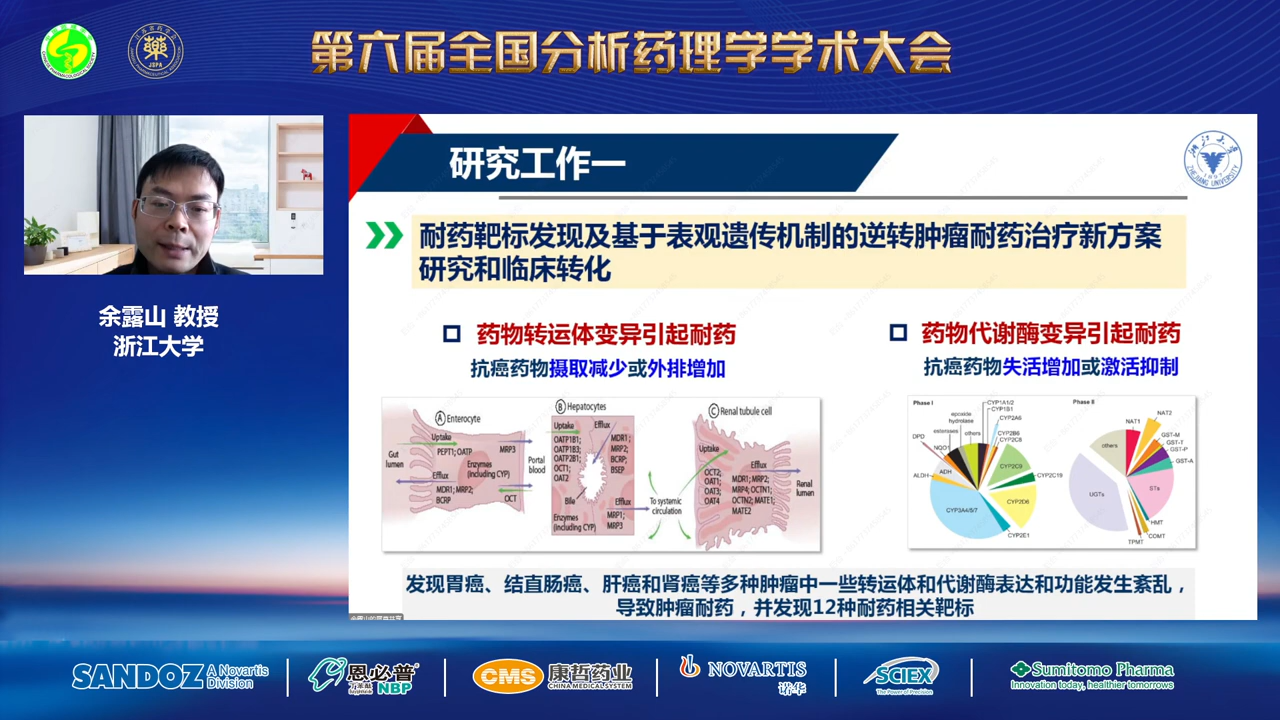 第六届全国分析药理学学术大会
JSPA
余露山 教授
浙江大学
研究工作一
ZHEJIANG UNIVERSITY
1897
耐药靶标发现及基于表观遗传机制的逆转肿瘤耐药治疗新方案
研究和临床转化
药物转运体变异引起耐药
抗癌药物摄取减少或外排增加
药物代谢酶变异引起耐药
抗癌药物失活增加或激活抑制
A Enterocyte
Gut
lumen
Uptake
PEPT1; OATP
Efflux
MDR1; MRP2;
BCRP
Enzymes
(including CYP)
MRP3
OCT
Portal
blood
B Hepatocytes
Uptake
OATP1B1;
OATP1B3;
OATP2B1;
OCT1;
OAT2
Efflux
MDR1;
MRP2;
BCRP;
BSEP
Bile
Enzymes
(including CYP)
Efflux
MRP1;
MRP3
To systemic
circulation
C Renal tubule cell
Uptake
OCT2;
OAT1;
OAT3;
OAT4
Efflux
MDR1; MRP2;
MRP4; OCTN1;
OCTN2; MATE1;
MATE2
Renal
lumen
Phase I
CYP1A1/2
CYP1B1
CYP2A6
CYP2B6
CYP2C8
CYP2C9
CYP2C19
CYP2D6
CYP2E1
CYP3A4/5/7
ALDH
ADH
DPD
NQO1
esterases
epoxide
hydrolase
others
Phase II
NAT1
NAT2
GST-M
GST-T
GST-P
GST-A
STs
HMT
COMT
TPMT
UGTs
others
发现胃癌、结直肠癌、肝癌和肾癌等多种肿瘤中一些转运体和代谢酶表达和功能发生紊乱，
导致肿瘤耐药，并发现12种耐药相关靶标
SANDOZ A Novartis
Division
恩必普
NBP
CMS 康哲药业
CHINA MEDICAL SYSTEM
NOVARTIS
诺华
SCIEX
The Power of Precision
Sumitomo Pharma
Innovation today, healthier tomorrows